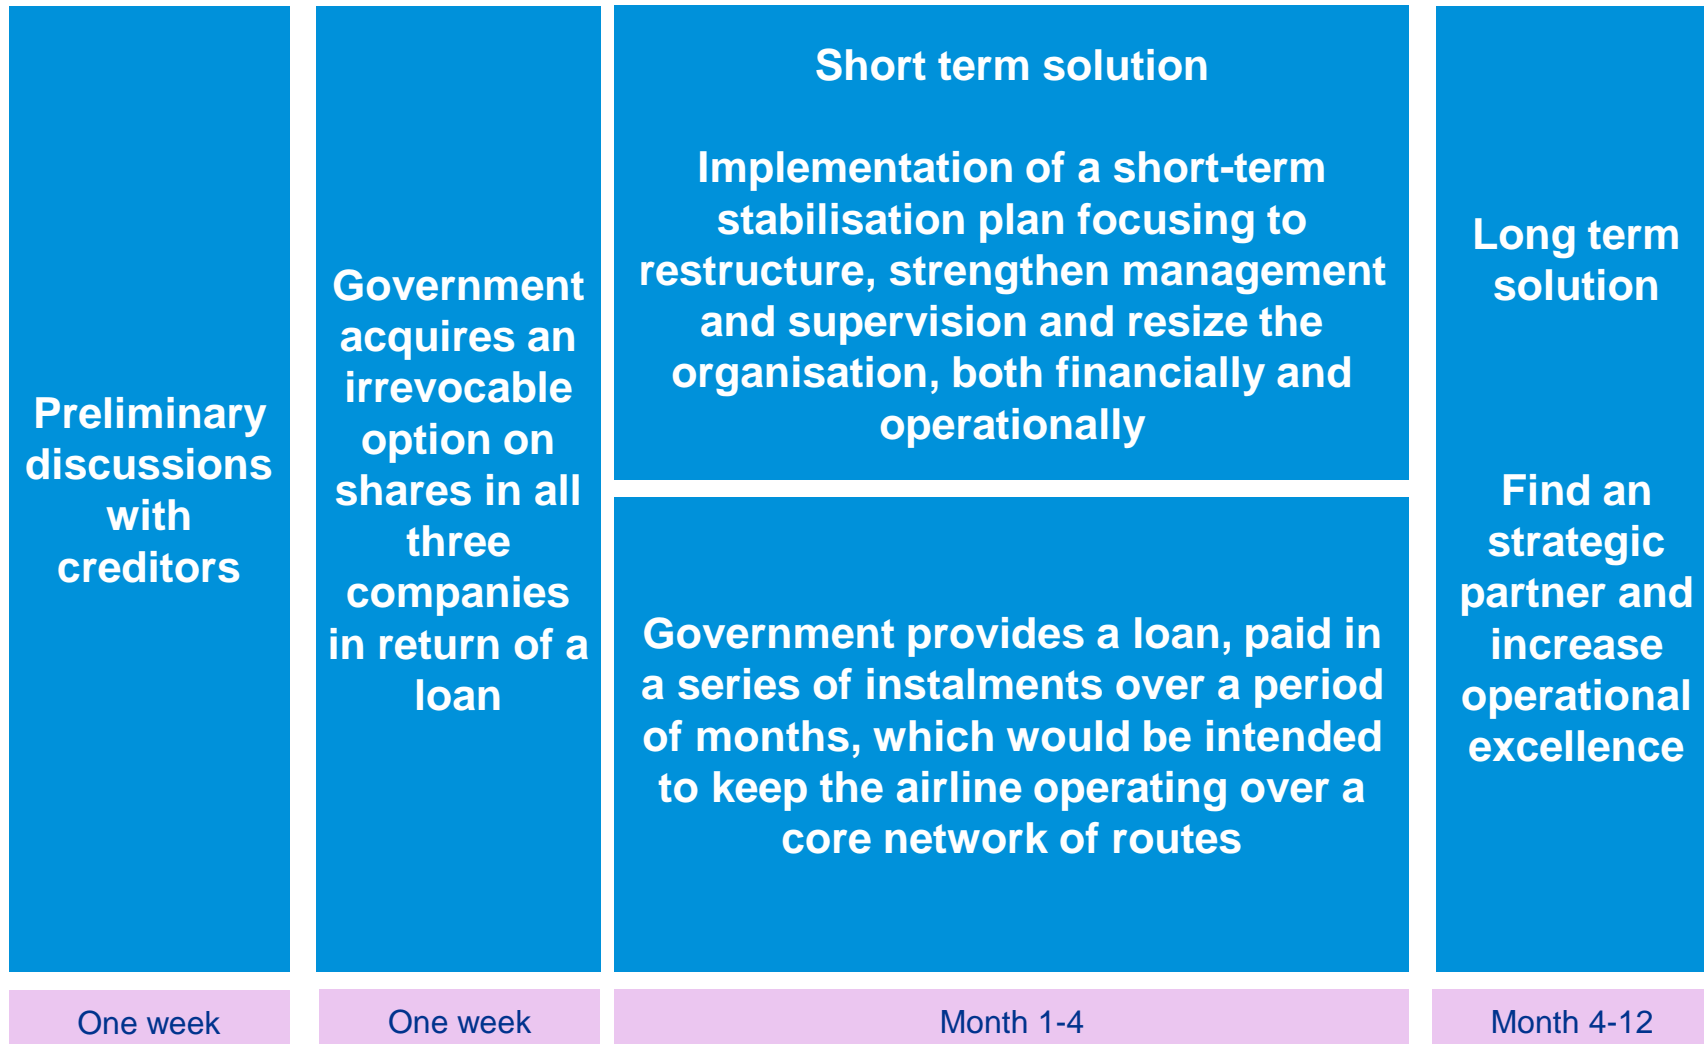 Preliminary
discussions
with
creditors
One week
Government
acquires an
irrevocable
option on
shares in all
three
companies
in return of a
loan
One week
Short term solution
Implementation of a short-term
stabilisation plan focusing to
restructure, strengthen management
and supervision and resize the
organisation, both financially and
operationally
Government provides a loan, paid in
a series of instalments over a period
of months, which would be intended
to keep the airline operating over a
core network of routes
Month 1-4
Long term
solution
Find an
strategic
partner and
increase
operational
excellence
Month 4-12